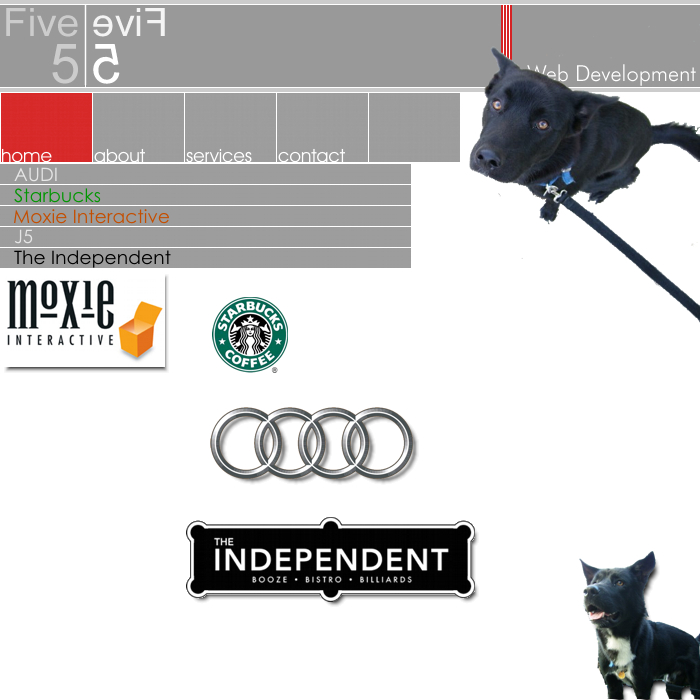 Five Five
5 5
Web Development
home about services contact
AUDI
Starbucks
Moxie Interactive
J5
The Independent
MOXIE
INTERACTIVE
STARBUCKS
COFFEE
®
THE
INDEPENDENT
BOOZE • BISTRO • BILLIARDS